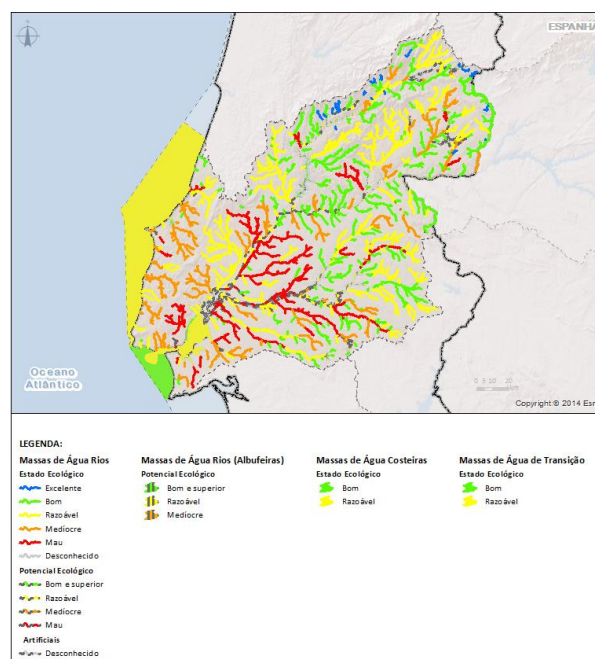 ESPANHA
Oceano
Atlântico
0 5 10 20
Copyright © 2014 Esri
LEGENDA:
Massas de Água Rios
Estado Ecológico
Excelente
Bom
Razoável
Medíocre
Mau
Desconhecido
Potencial Ecológico
Bom e superior
Razoável
Medíocre
Mau
Artificiais
Desconhecido
Massas de Água Rios (Albufeiras)
Potencial Ecológico
Bom e superior
Razoável
Medíocre
Massas de Água Costeiras
Estado Ecológico
Bom
Razoável
Massas de Água de Transição
Estado Ecológico
Bom
Razoável